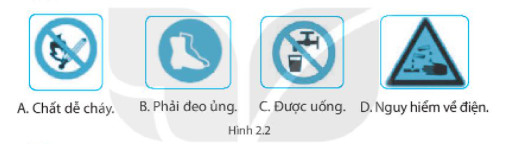 A. Chất dễ cháy. B. Phải đeo ủng. C. Được uống. D. Nguy hiểm về điện.
Hình 2.2